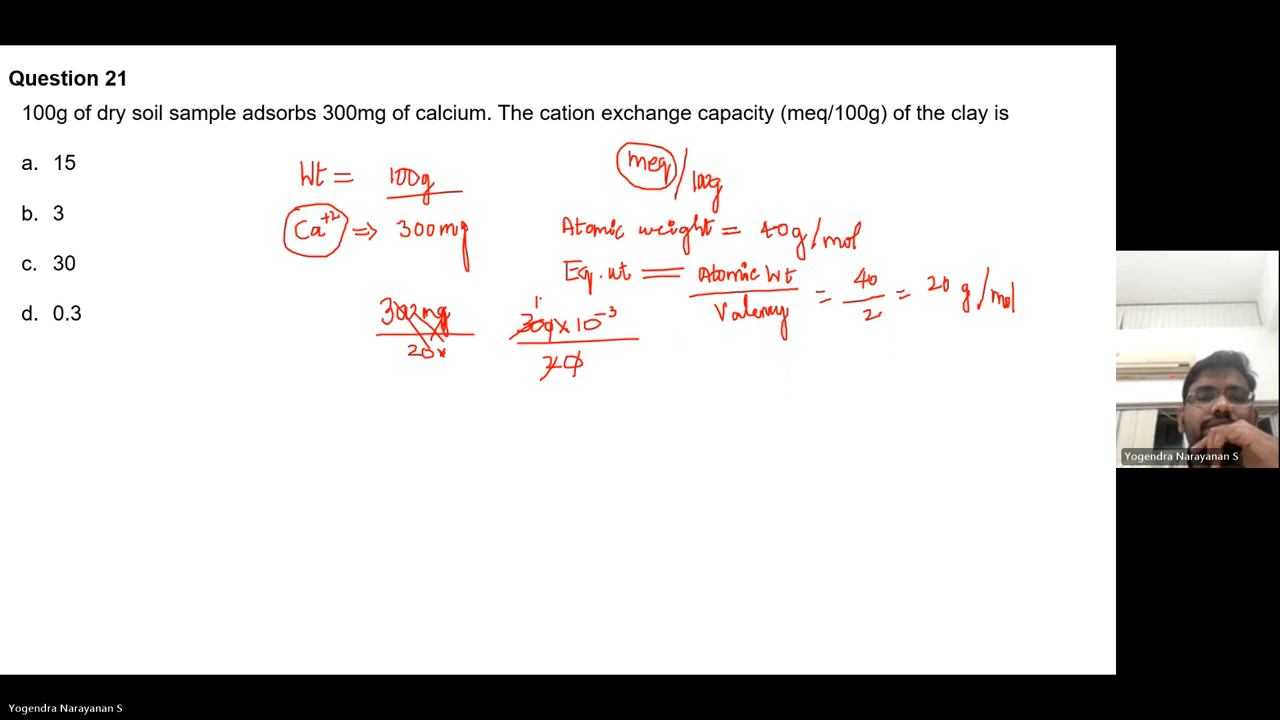 Question 21
100g of dry soil sample adsorbs 300mg of calcium. The cation exchange capacity (meq/100g) of the clay is
a. 15
b. 3
c. 30
d. 0.3
Wt = 100g
meq/100g
Ca+2 => 300mg
Atomic weight = 40g/mol
Eq. wt = Atomic Wt / Valency = 40/2 = 20 g/mol
300mg / 20
300 x 10-3 / 20
Yogendra Narayanan S
Yogendra Narayanan S